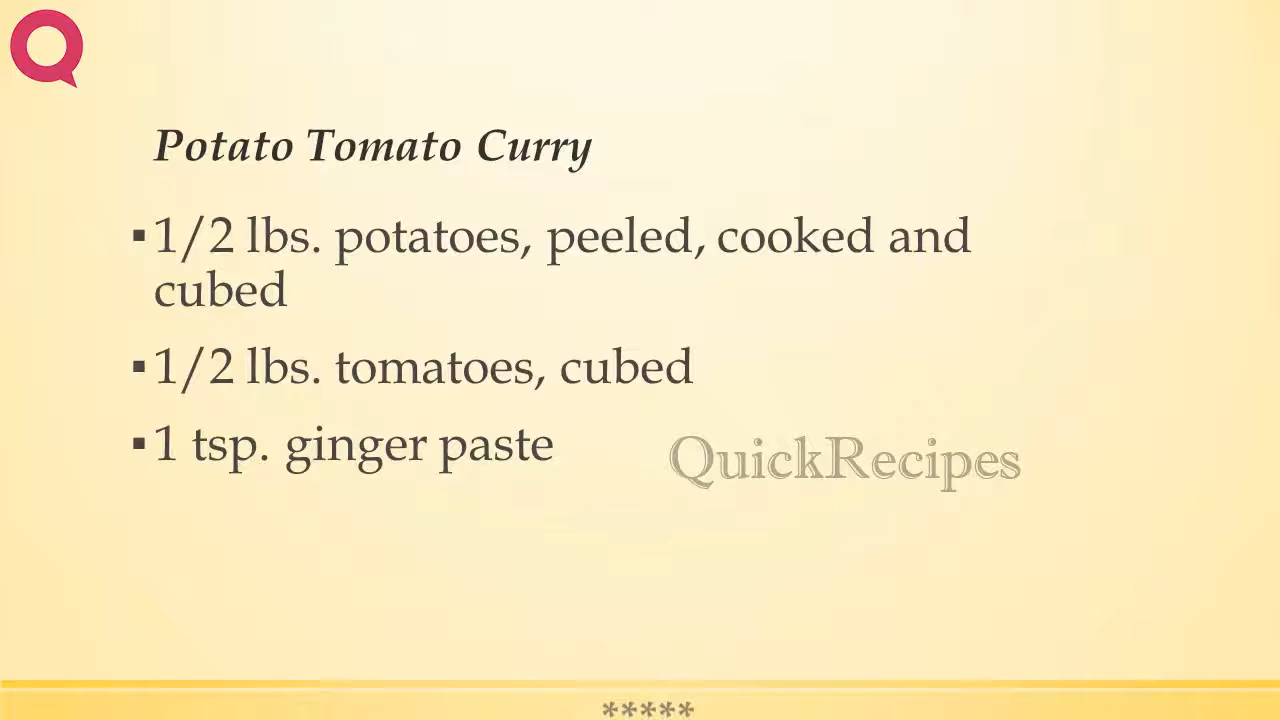 Potato Tomato Curry
▪1/2 lbs. potatoes, peeled, cooked and
cubed
▪1/2 lbs. tomatoes, cubed
▪1 tsp. ginger paste
QuickRecipes
*****